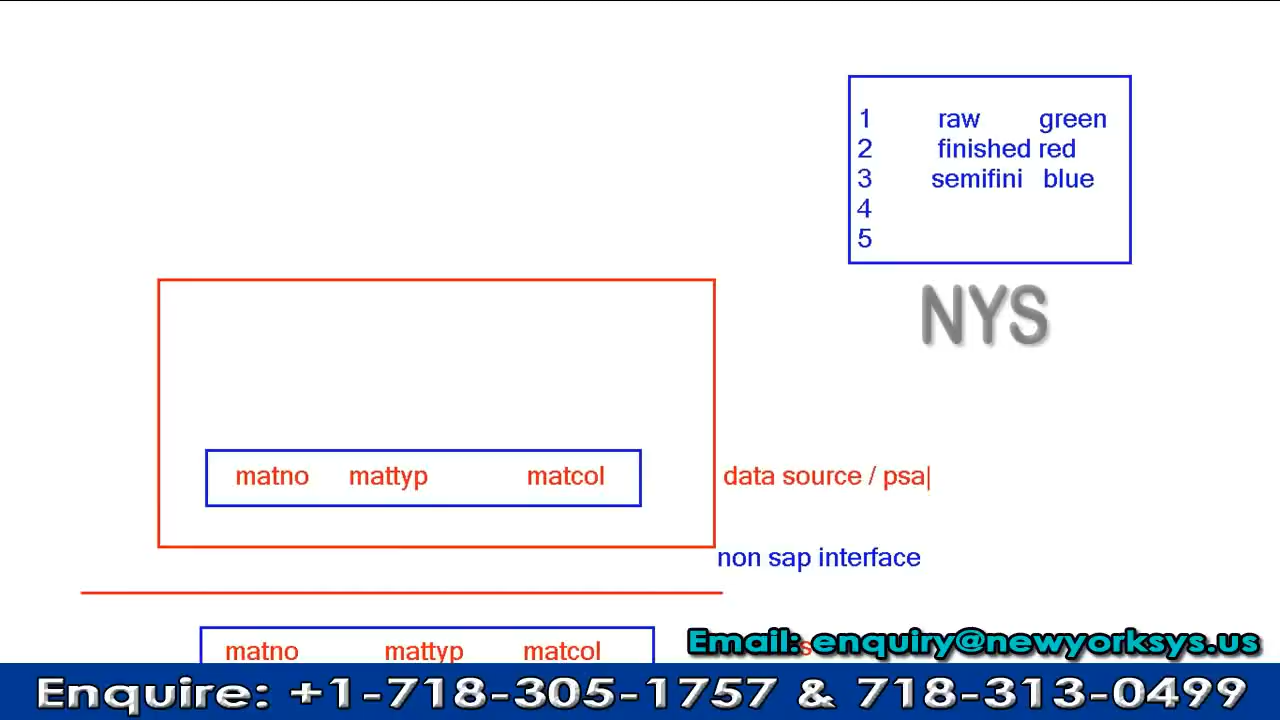 1 raw green
2 finished red
3 semifini blue
4
5
NYS
matno mattyp matcol data source / psa
non sap interface
matno mattyp matcol
Email: enquiry@newyorksys.us
Enquire: +1-718-305-1757 & 718-313-0499